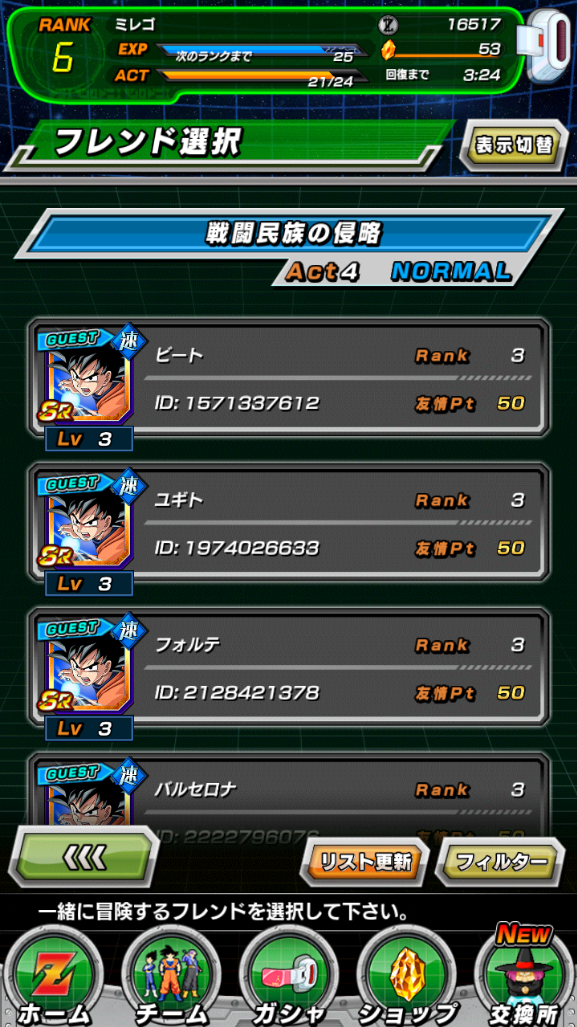 RANK ミレゴ 16517
6 EXP 次のランクまで 25 53
ACT 21/24 回復まで 3:24
フレンド選択 表示切替
戦闘民族の侵略
Act4 NORMAL
GUEST 速 ビート Rank 3
SR ID: 1571337612 友情Pt 50
Lv 3
GUEST 速 ユギト Rank 3
SR ID: 1974026633 友情Pt 50
Lv 3
GUEST 速 フォルテ Rank 3
SR ID: 2128421378 友情Pt 50
Lv 3
GUEST 速 バルセロナ Rank 3
ID: 2222796076 友情Pt 50
リスト更新 フィルター
一緒に冒険するフレンドを選択して下さい。
NEW
ホーム チーム ガシャ ショップ 交換所